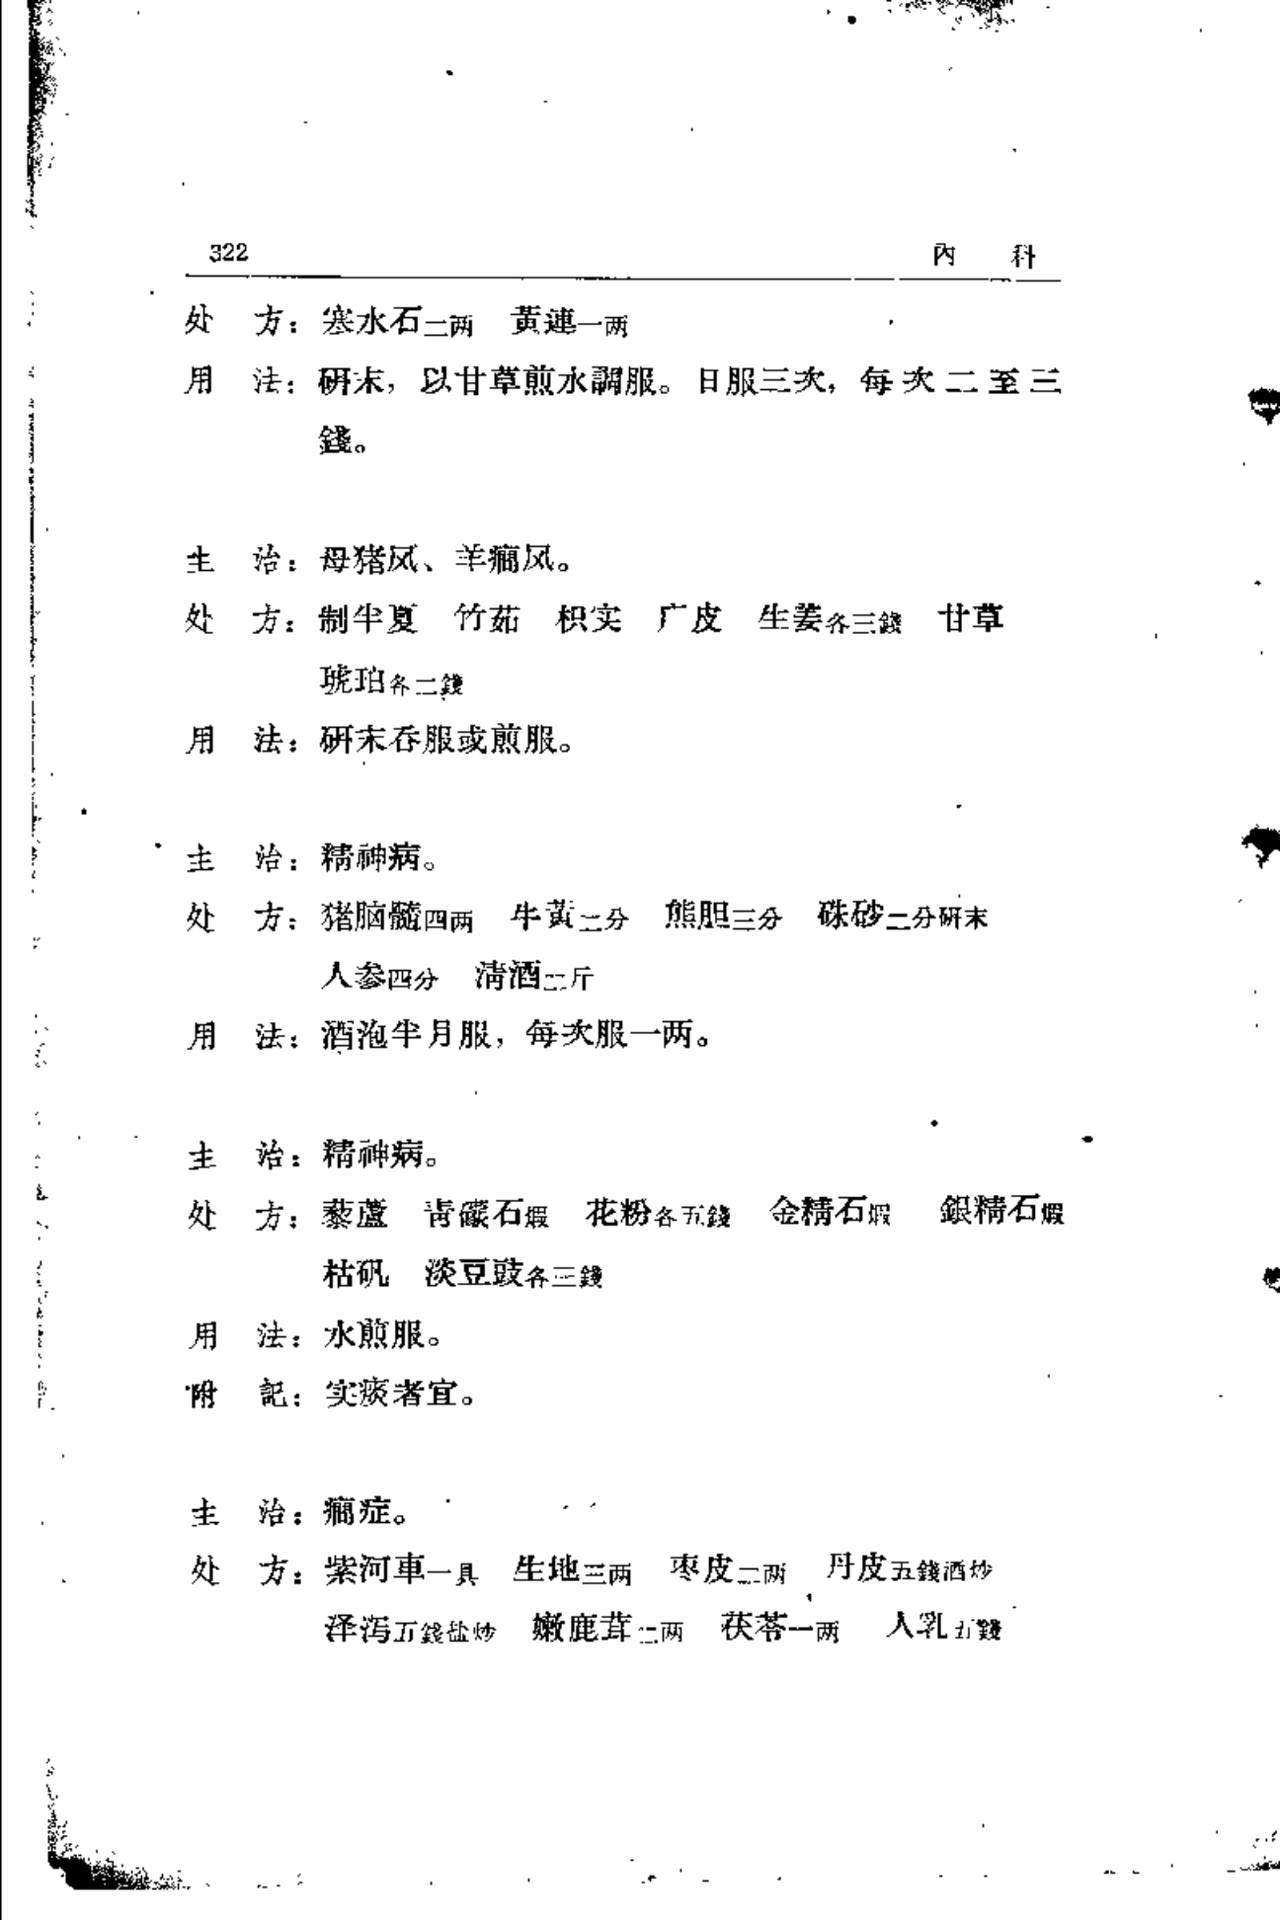 322 內 科
处 方：寒水石二两 黃連一两
用 法：研末，以甘草煎水調服。日服三次，每次二至三
錢。
主 治：母猪风、羊癇风。
处 方：制半夏 竹茹 枳实 广皮 生姜各三錢 甘草
琥珀各二錢
用 法：研末吞服或煎服。
主 治：精神病。
处 方：猪脑髓四两 牛黃二分 熊胆三分 硃砂二分研末
人参四分 清酒二斤
用 法：酒泡半月服，每次服一两。
主 治：精神病。
处 方：藜蘆 青礞石煆 花粉各五錢 金精石煆 銀精石煆
枯矾 淡豆豉各三錢
用 法：水煎服。
附 記：实痰者宜。
主 治：癇症。
处 方：紫河車一具 生地三两 枣皮二两 丹皮五錢酒炒
泽泻五錢盐炒 嫩鹿茸二两 茯苓一两 人乳五錢